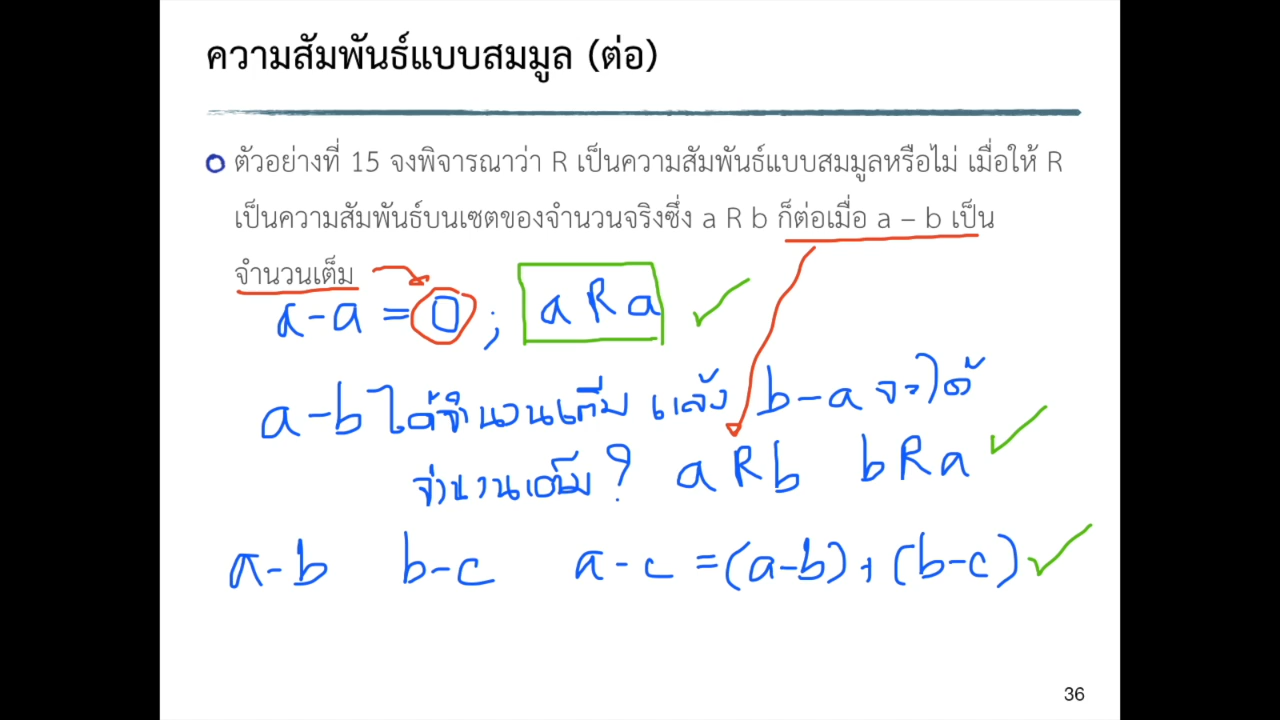 ความสัมพันธ์แบบสมมูล (ต่อ)
ตัวอย่างที่ 15 จงพิจารณาว่า R เป็นความสัมพันธ์แบบสมมูลหรือไม่ เมื่อให้ R
เป็นความสัมพันธ์บนเซตของจำนวนจริงซึ่ง a R b ก็ต่อเมื่อ a – b เป็น
จำนวนเต็ม
a-a = 0 ; a R a
a-b ได้จำนวนเต็ม แล้ว b-a จะได้
จำนวนเต็ม ? a R b b R a
a-b b-c a-c = (a-b) + (b-c)
36